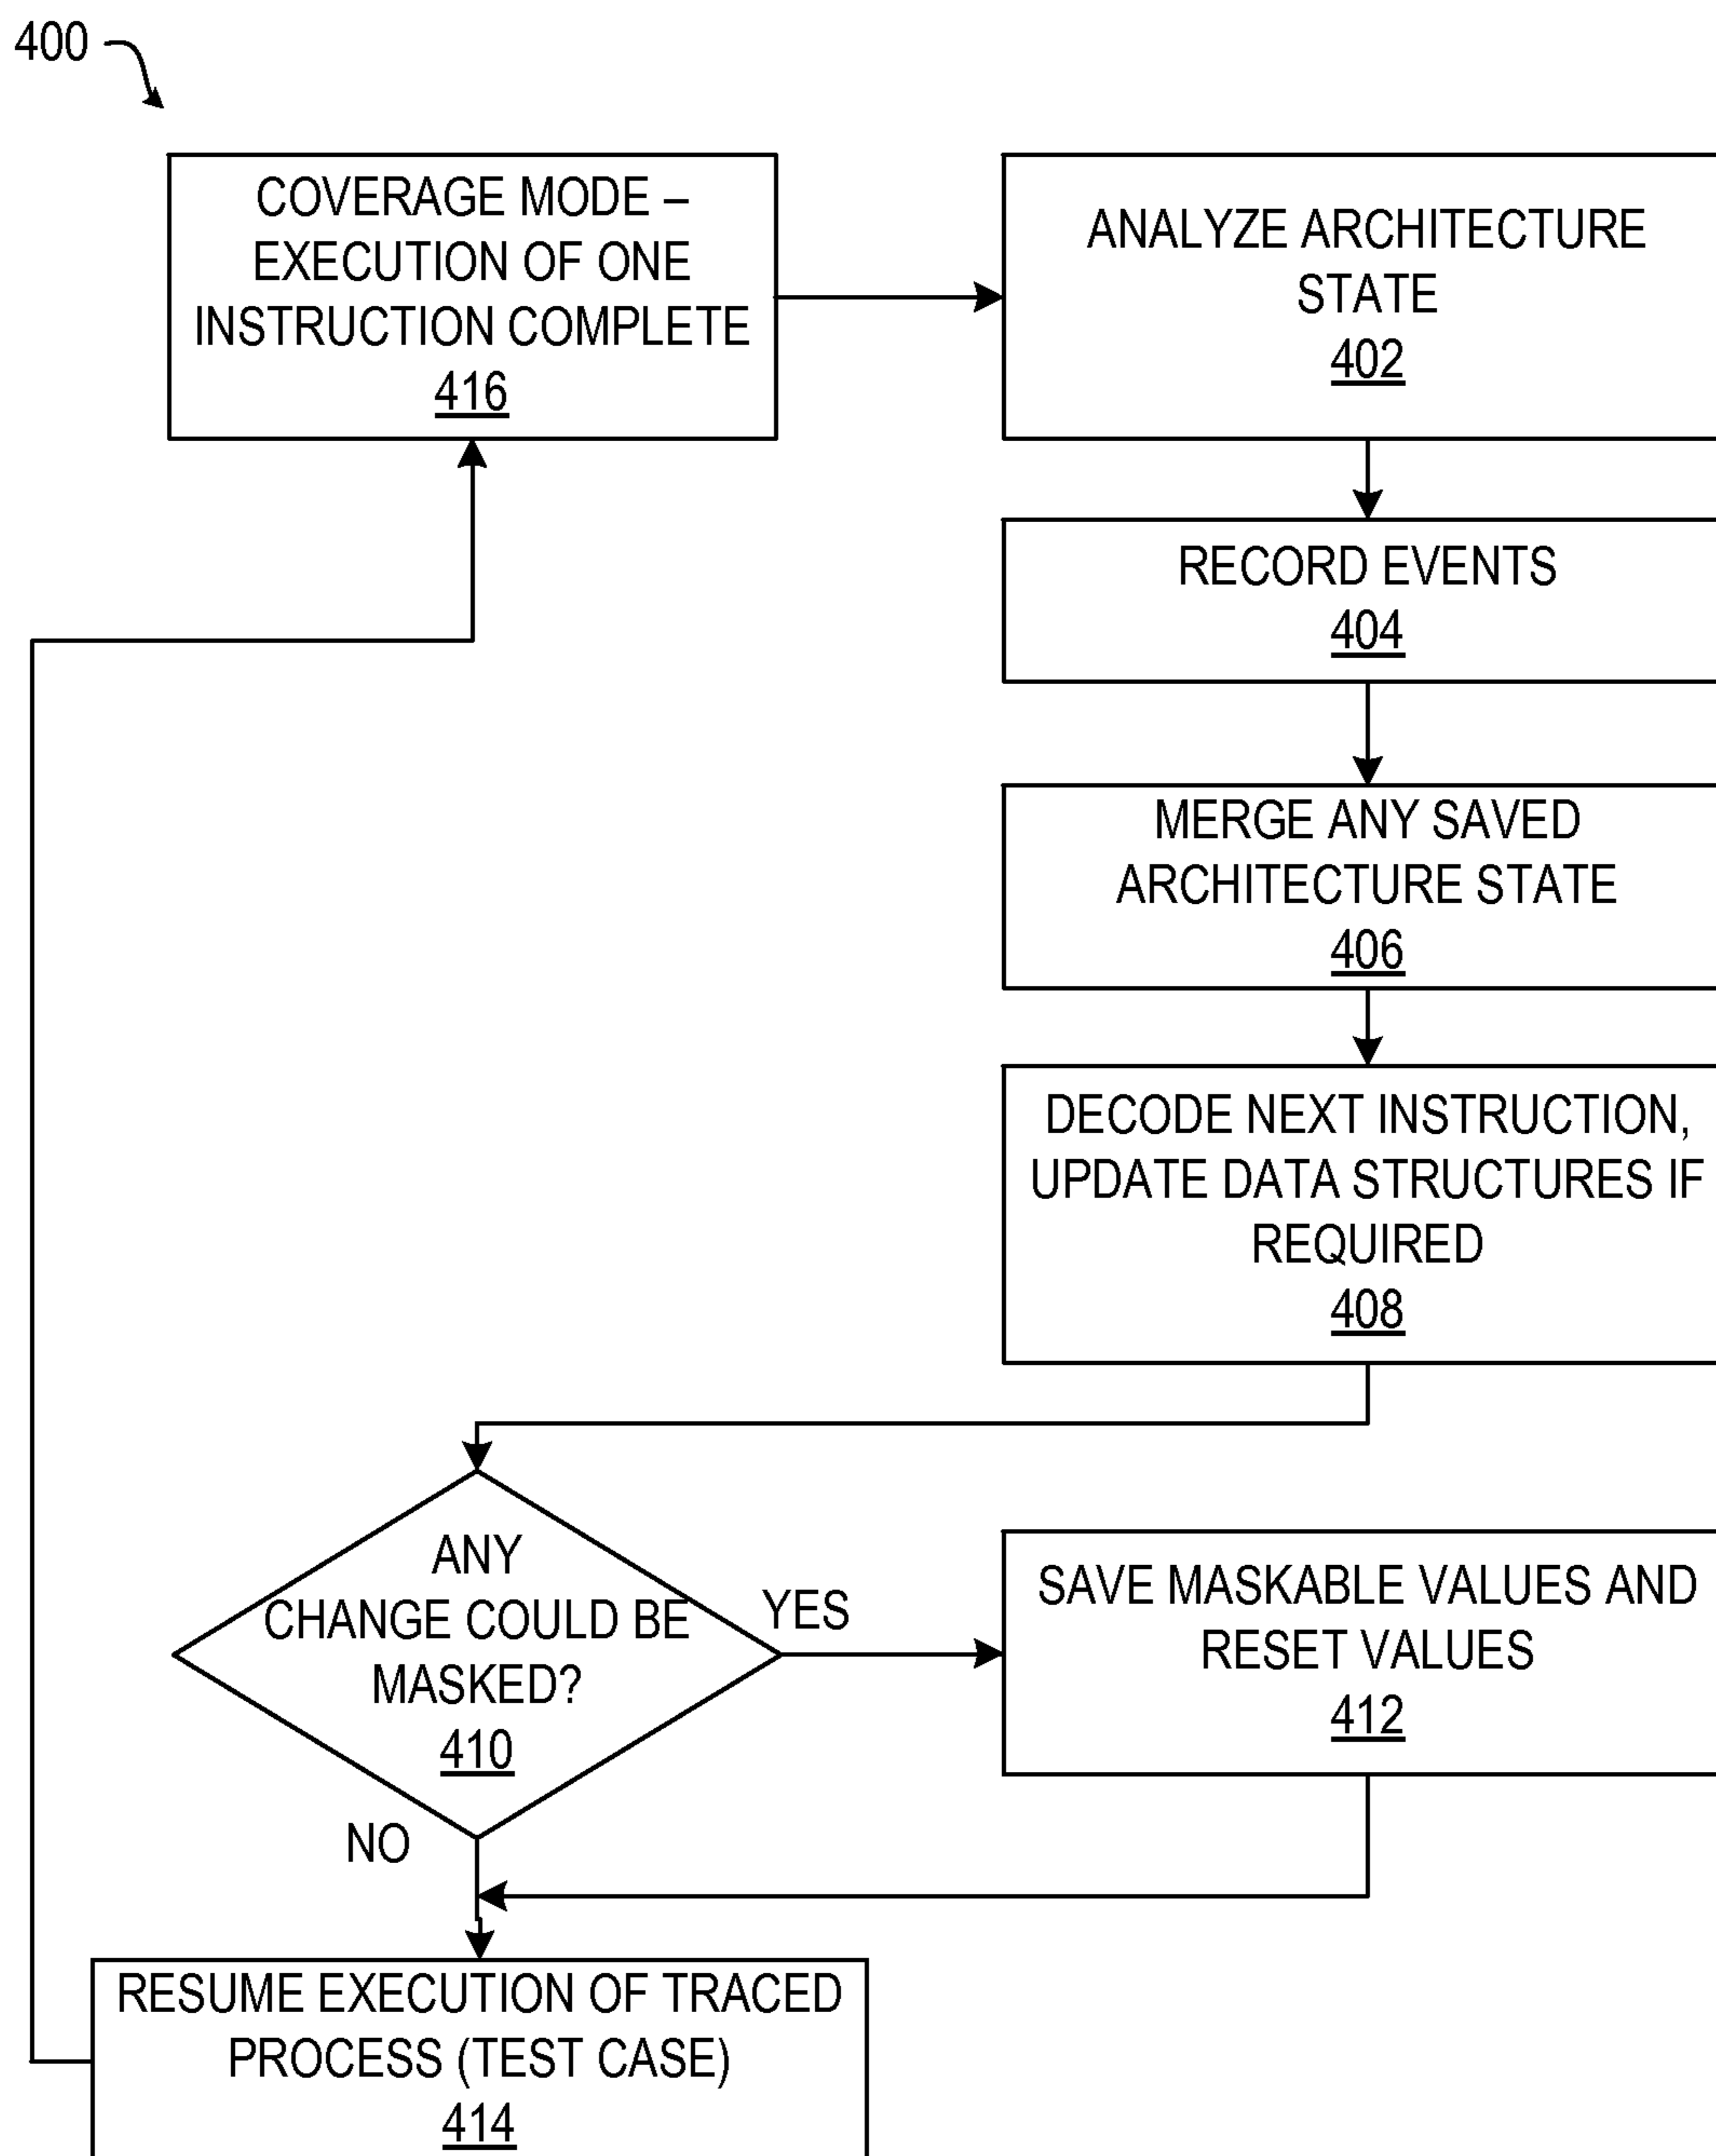 400
COVERAGE MODE –
EXECUTION OF ONE
INSTRUCTION COMPLETE
416
ANALYZE ARCHITECTURE
STATE
402
RECORD EVENTS
404
MERGE ANY SAVED
ARCHITECTURE STATE
406
DECODE NEXT INSTRUCTION,
UPDATE DATA STRUCTURES IF
REQUIRED
408
ANY
CHANGE COULD BE
MASKED?
410
YES
SAVE MASKABLE VALUES AND
RESET VALUES
412
NO
RESUME EXECUTION OF TRACED
PROCESS (TEST CASE)
414